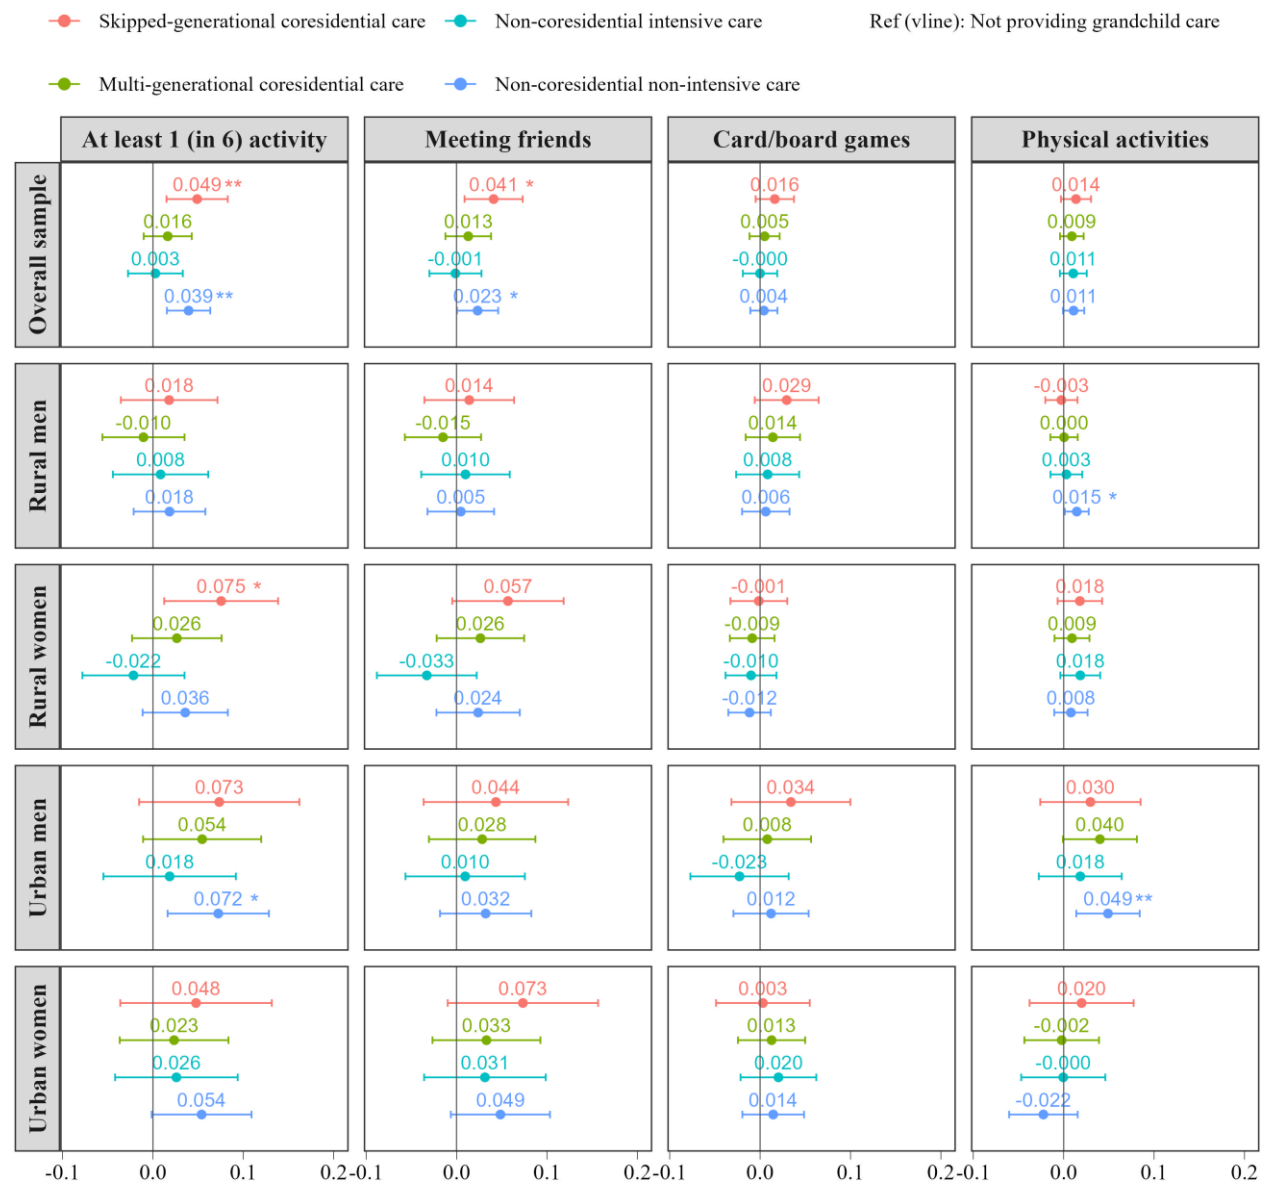 Skipped-generational coresidential care Non-coresidential intensive care Ref (vline): Not providing grandchild care
Multi-generational coresidential care Non-coresidential non-intensive care
At least 1 (in 6) activity Meeting friends Card/board games Physical activities
Overall sample
0.049** 0.041 * 0.016 0.014
0.016 0.013 0.005 0.009
0.003 -0.001 -0.000 0.011
0.039** 0.023 * 0.004 0.011
Rural men
0.018 0.014 0.029 -0.003
-0.010 -0.015 0.014 0.000
0.008 0.010 0.008 0.003
0.018 0.005 0.006 0.015 *
Rural women
0.075 * 0.057 -0.001 0.018
0.026 0.026 -0.009 0.009
-0.022 -0.033 -0.010 0.018
0.036 0.024 -0.012 0.008
Urban men
0.073 0.044 0.034 0.030
0.054 0.028 0.008 0.040
0.018 0.010 -0.023 0.018
0.072 * 0.032 0.012 0.049**
Urban women
0.048 0.073 0.003 0.020
0.023 0.033 0.013 -0.002
0.026 0.031 0.020 -0.000
0.054 0.049 0.014 -0.022
-0.1 0.0 0.1 0.2 -0.1 0.0 0.1 0.2 -0.1 0.0 0.1 0.2 -0.1 0.0 0.1 0.2